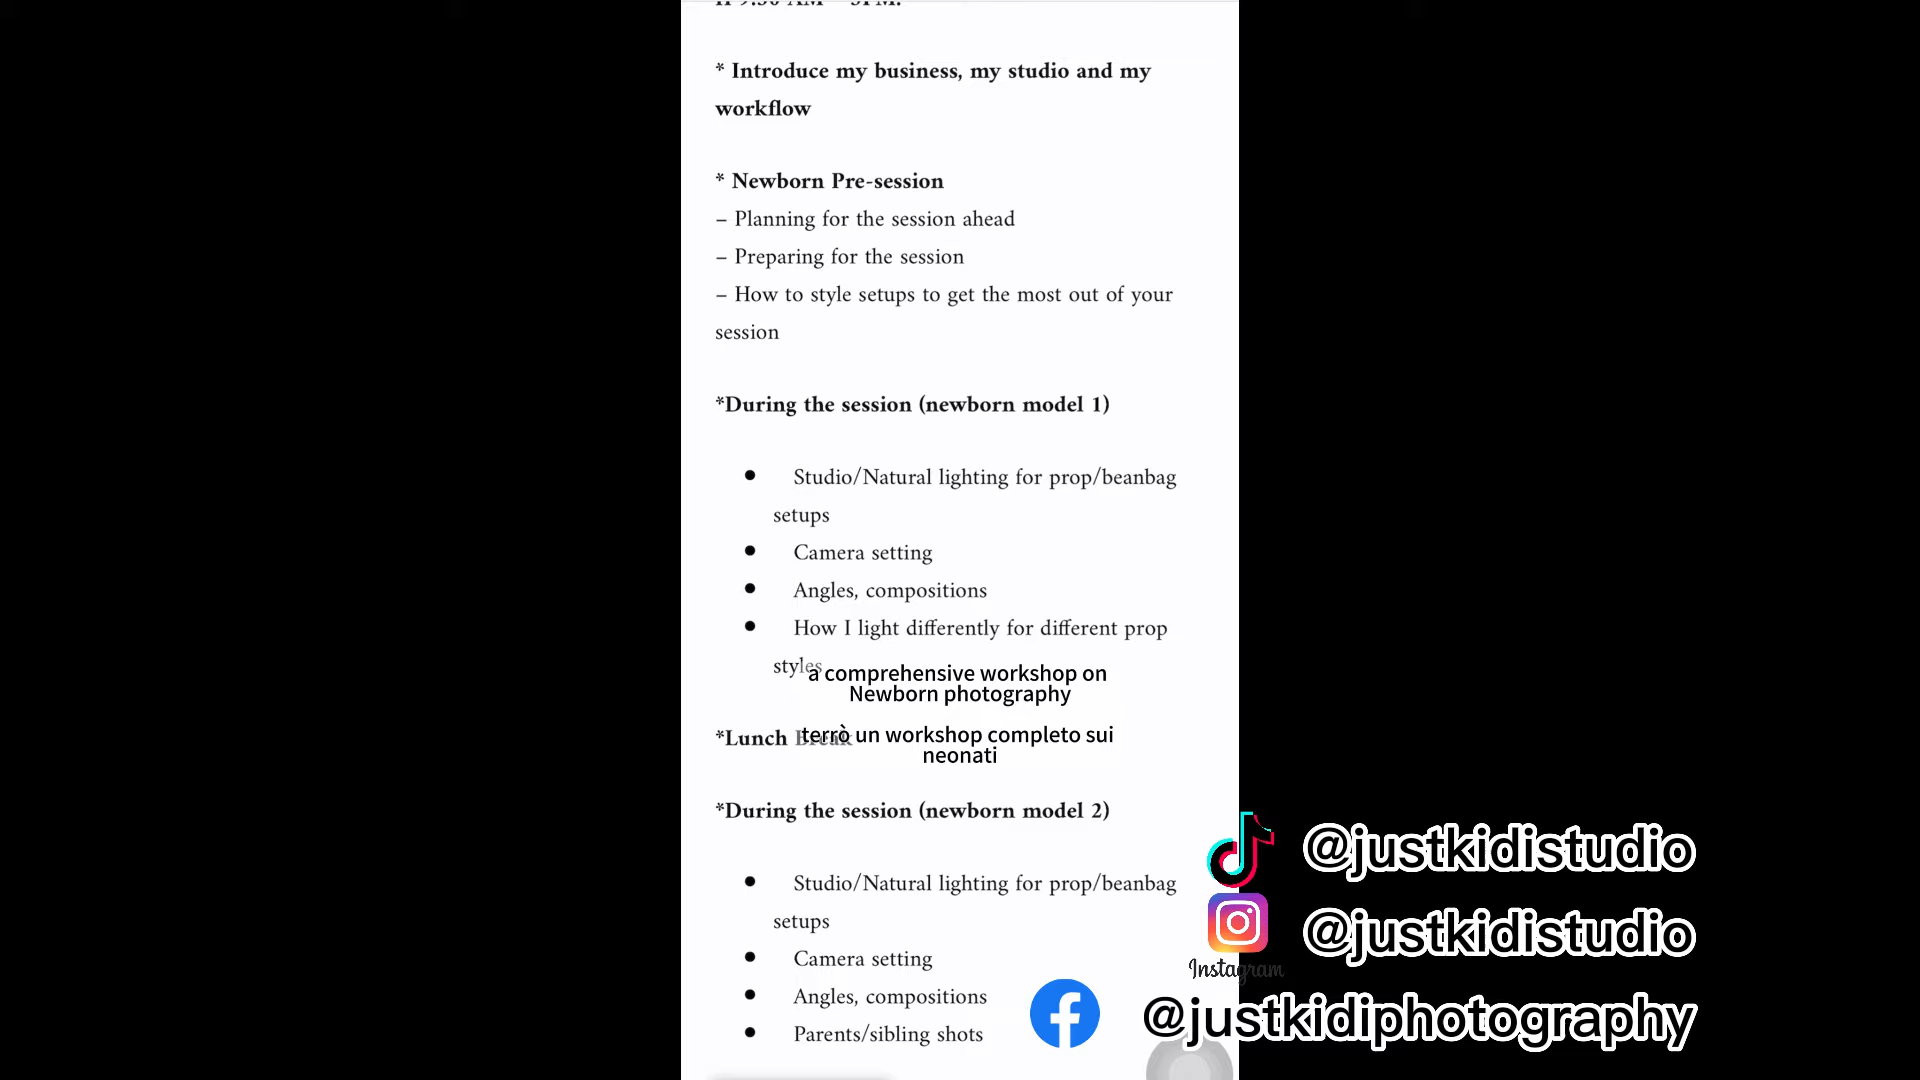 * Introduce my business, my studio and my
workflow
* Newborn Pre-session
– Planning for the session ahead
– Preparing for the session
– How to style setups to get the most out of your
session
*During the session (newborn model 1)
● Studio/Natural lighting for prop/beanbag
setups
● Camera setting
● Angles, compositions
● How I light differently for different prop
styles
a comprehensive workshop on
Newborn photography
*Lunch Break
terrò un workshop completo sui
neonati
*During the session (newborn model 2)
● Studio/Natural lighting for prop/beanbag
setups
● Camera setting
● Angles, compositions
● Parents/sibling shots
@justkidistudio
@justkidistudio
Instagram
@justkidiphotography